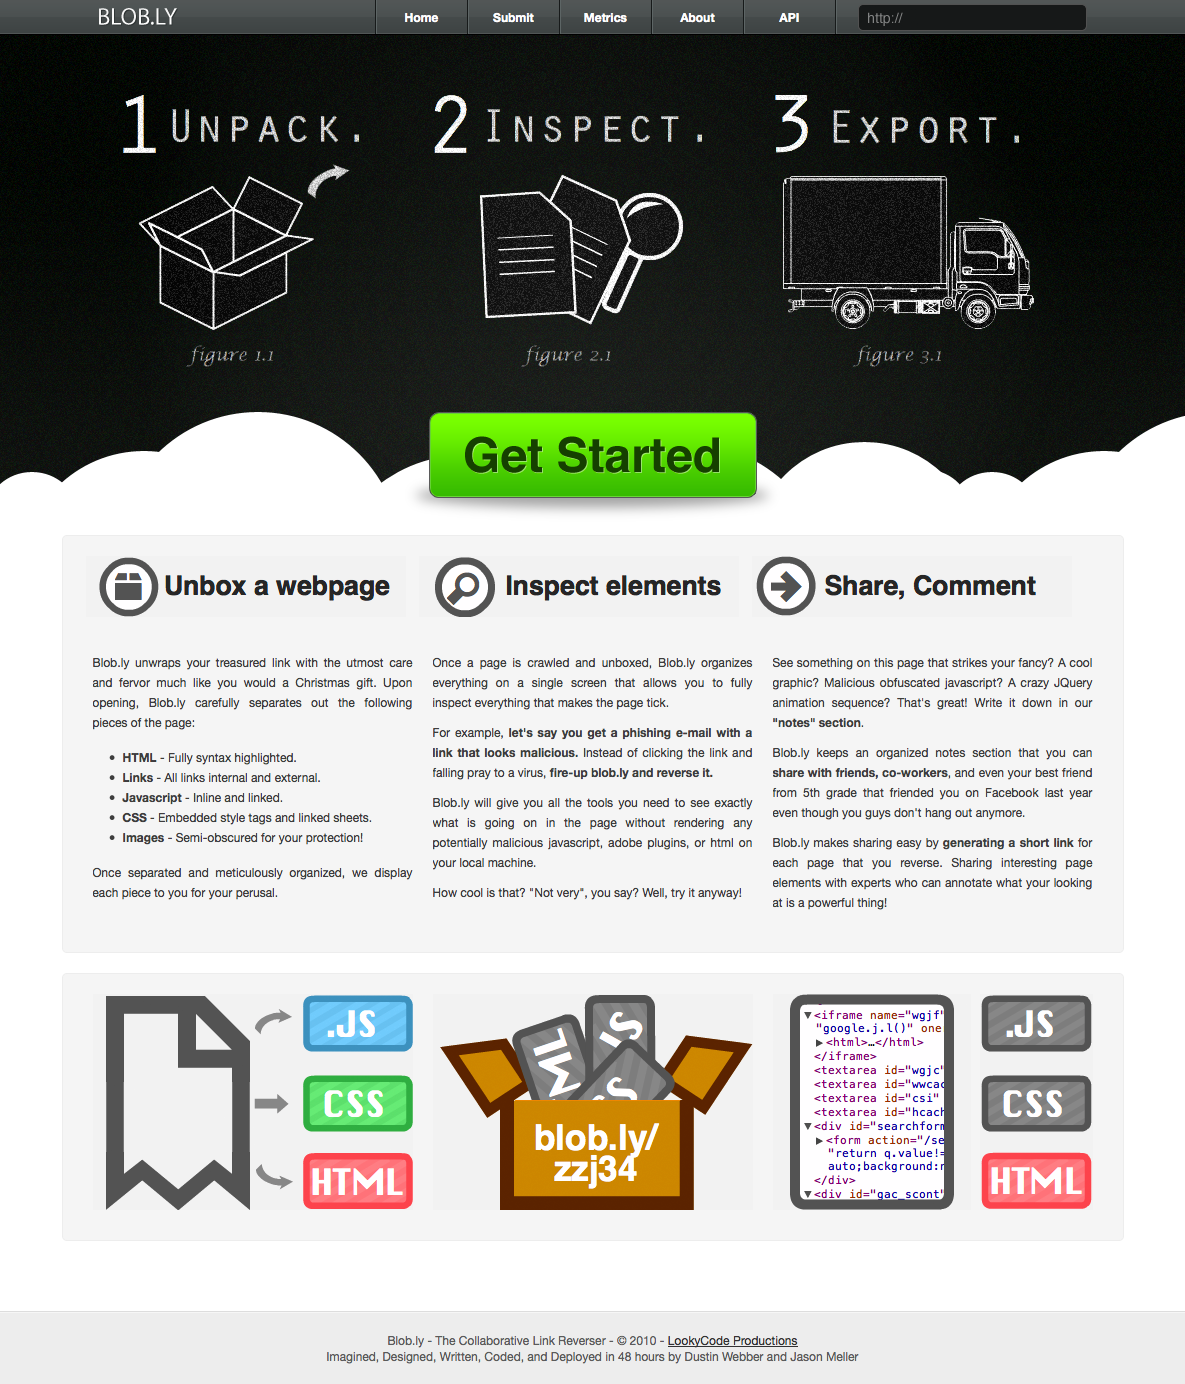 BLOB.LY
Home Submit Metrics About API
http://
1 UNPACK. 2 INSPECT. 3 EXPORT.
figure 1.1 figure 2.1 figure 3.1
Get Started
Unbox a webpage
Blob.ly unwraps your treasured link with the utmost care
and fervor much like you would a Christmas gift. Upon
opening, Blob.ly carefully separates out the following
pieces of the page:
• HTML - Fully syntax highlighted.
• Links - All links internal and external.
• Javascript - Inline and linked.
• CSS - Embedded style tags and linked sheets.
• Images - Semi-obscured for your protection!
Once separated and meticulously organized, we display
each piece to you for your perusal.
Inspect elements
Once a page is crawled and unboxed, Blob.ly organizes
everything on a single screen that allows you to fully
inspect everything that makes the page tick.
For example, let's say you get a phishing e-mail with a
link that looks malicious. Instead of clicking the link and
falling pray to a virus, fire-up blob.ly and reverse it.
Blob.ly will give you all the tools you need to see exactly
what is going on in the page without rendering any
potentially malicious javascript, adobe plugins, or html on
your local machine.
How cool is that? "Not very", you say? Well, try it anyway!
Share, Comment
See something on this page that strikes your fancy? A cool
graphic? Malicious obfuscated javascript? A crazy JQuery
animation sequence? That's great! Write it down in our
"notes" section.
Blob.ly keeps an organized notes section that you can
share with friends, co-workers, and even your best friend
from 5th grade that friended you on Facebook last year
even though you guys don't hang out anymore.
Blob.ly makes sharing easy by generating a short link for
each page that you reverse. Sharing interesting page
elements with experts who can annotate what your looking
at is a powerful thing!
.JS
CSS
HTML
ML
JS
blob.ly/
zzj34
<iframe name="wgjf"
"google.j.l()" one
<html>…</html>
</iframe>
<textarea id="wgjc"
<textarea id="wwcac
<textarea id="csi"
<textarea id="hcach
<div id="searchform
<form action="/se
"return q.value!=
auto;background:r
</div>
<div id="gac_scont"
.JS
CSS
HTML
Blob.ly - The Collaborative Link Reverser - © 2010 - LookyCode Productions
Imagined, Designed, Written, Coded, and Deployed in 48 hours by Dustin Webber and Jason Meller